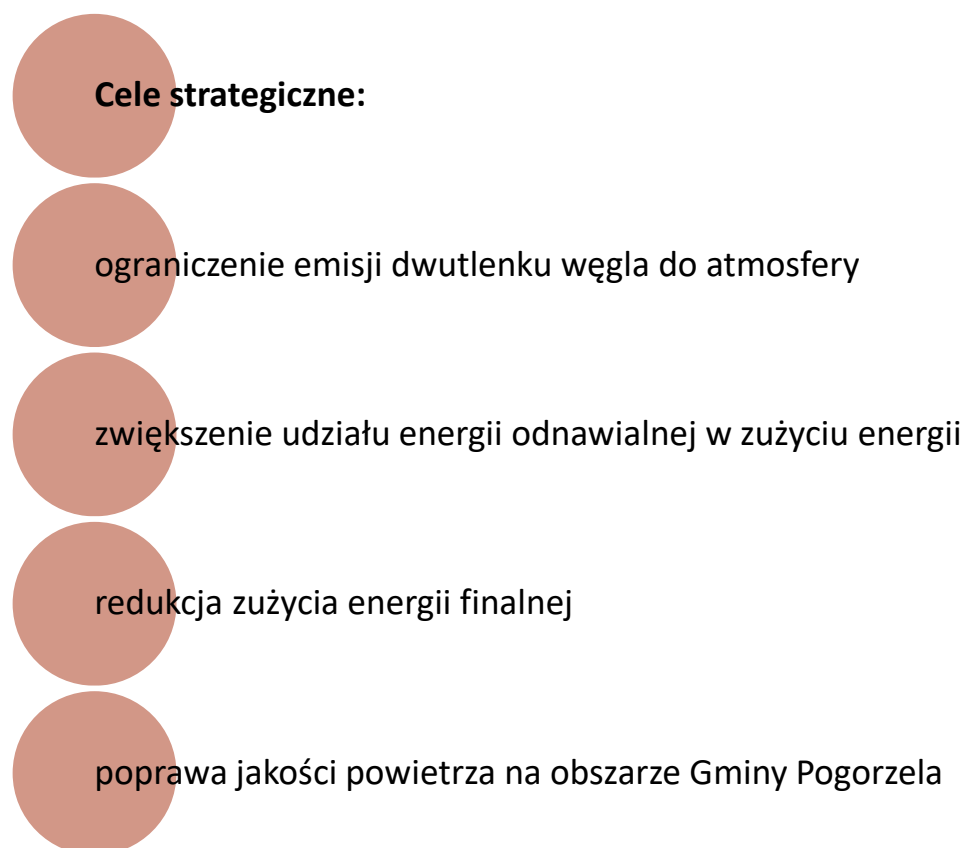 Cele strategiczne:
ograniczenie emisji dwutlenku węgla do atmosfery
zwiększenie udziału energii odnawialnej w zużyciu energii
redukcja zużycia energii finalnej
poprawa jakości powietrza na obszarze Gminy Pogorzela